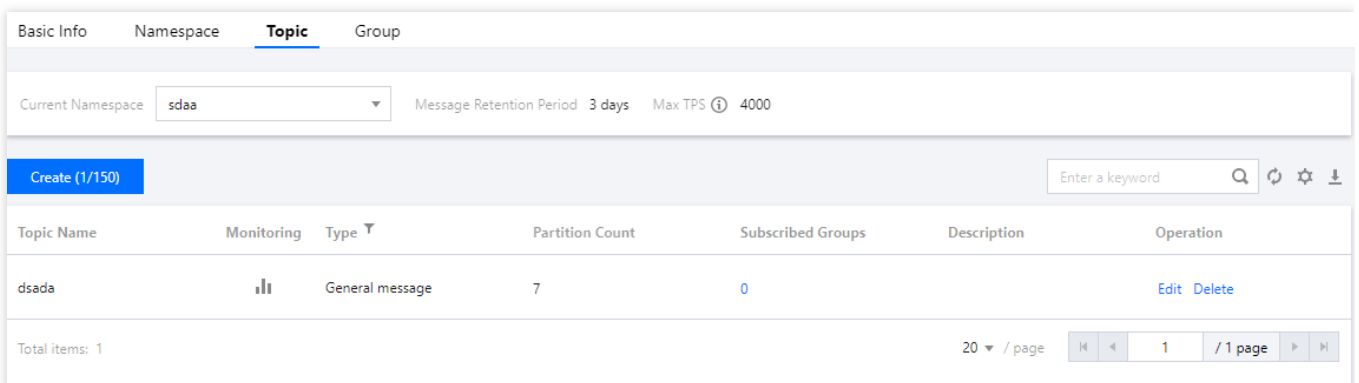 Basic Info Namespace Topic Group
Current Namespace sdaa Message Retention Period 3 days Max TPS 4000
Create (1/150) Enter a keyword
Topic Name Monitoring Type Partition Count Subscribed Groups Description Operation
dsada General message 7 0 Edit Delete
Total items: 1 20 / page 1 / 1 page